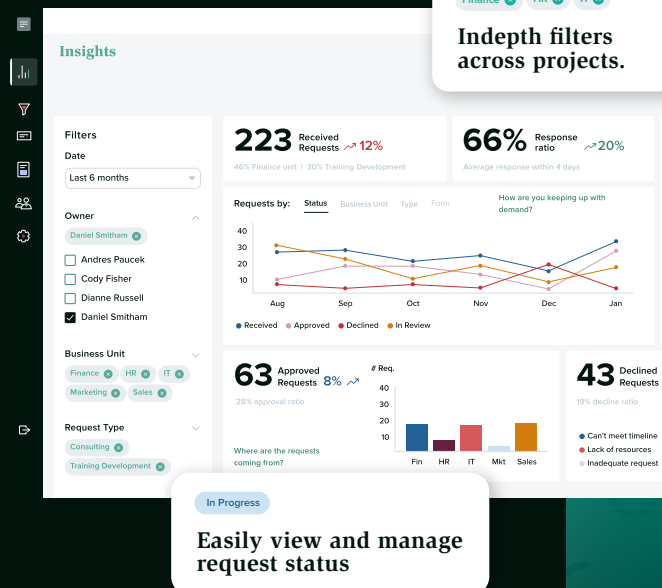 Finance HR IT
Indepth filters
across projects.
Insights
Filters
Date
Last 6 months
Owner
Daniel Smitham
Andres Paucek
Cody Fisher
Dianne Russell
Daniel Smitham
Business Unit
Finance HR IT
Marketing Sales
Request Type
Consulting
Training Development
223 Received
Requests 12%
46% Finance unit | 30% Training Development
66% Response
ratio 20%
Average response within 4 days
Requests by: Status Business Unit Type Form
How are you keeping up with
demand?
40
30
20
10
Aug Sep Oct Nov Dec Jan
Received Approved Declined In Review
63 Approved
Requests 8%
28% approval ratio
Where are the requests
coming from?
# Req.
40
30
20
10
Fin HR IT Mkt Sales
43 Declined
Requests
19% decline ratio
Can't meet timeline
Lack of resources
Inadequate request
In Progress
Easily view and manage
request status